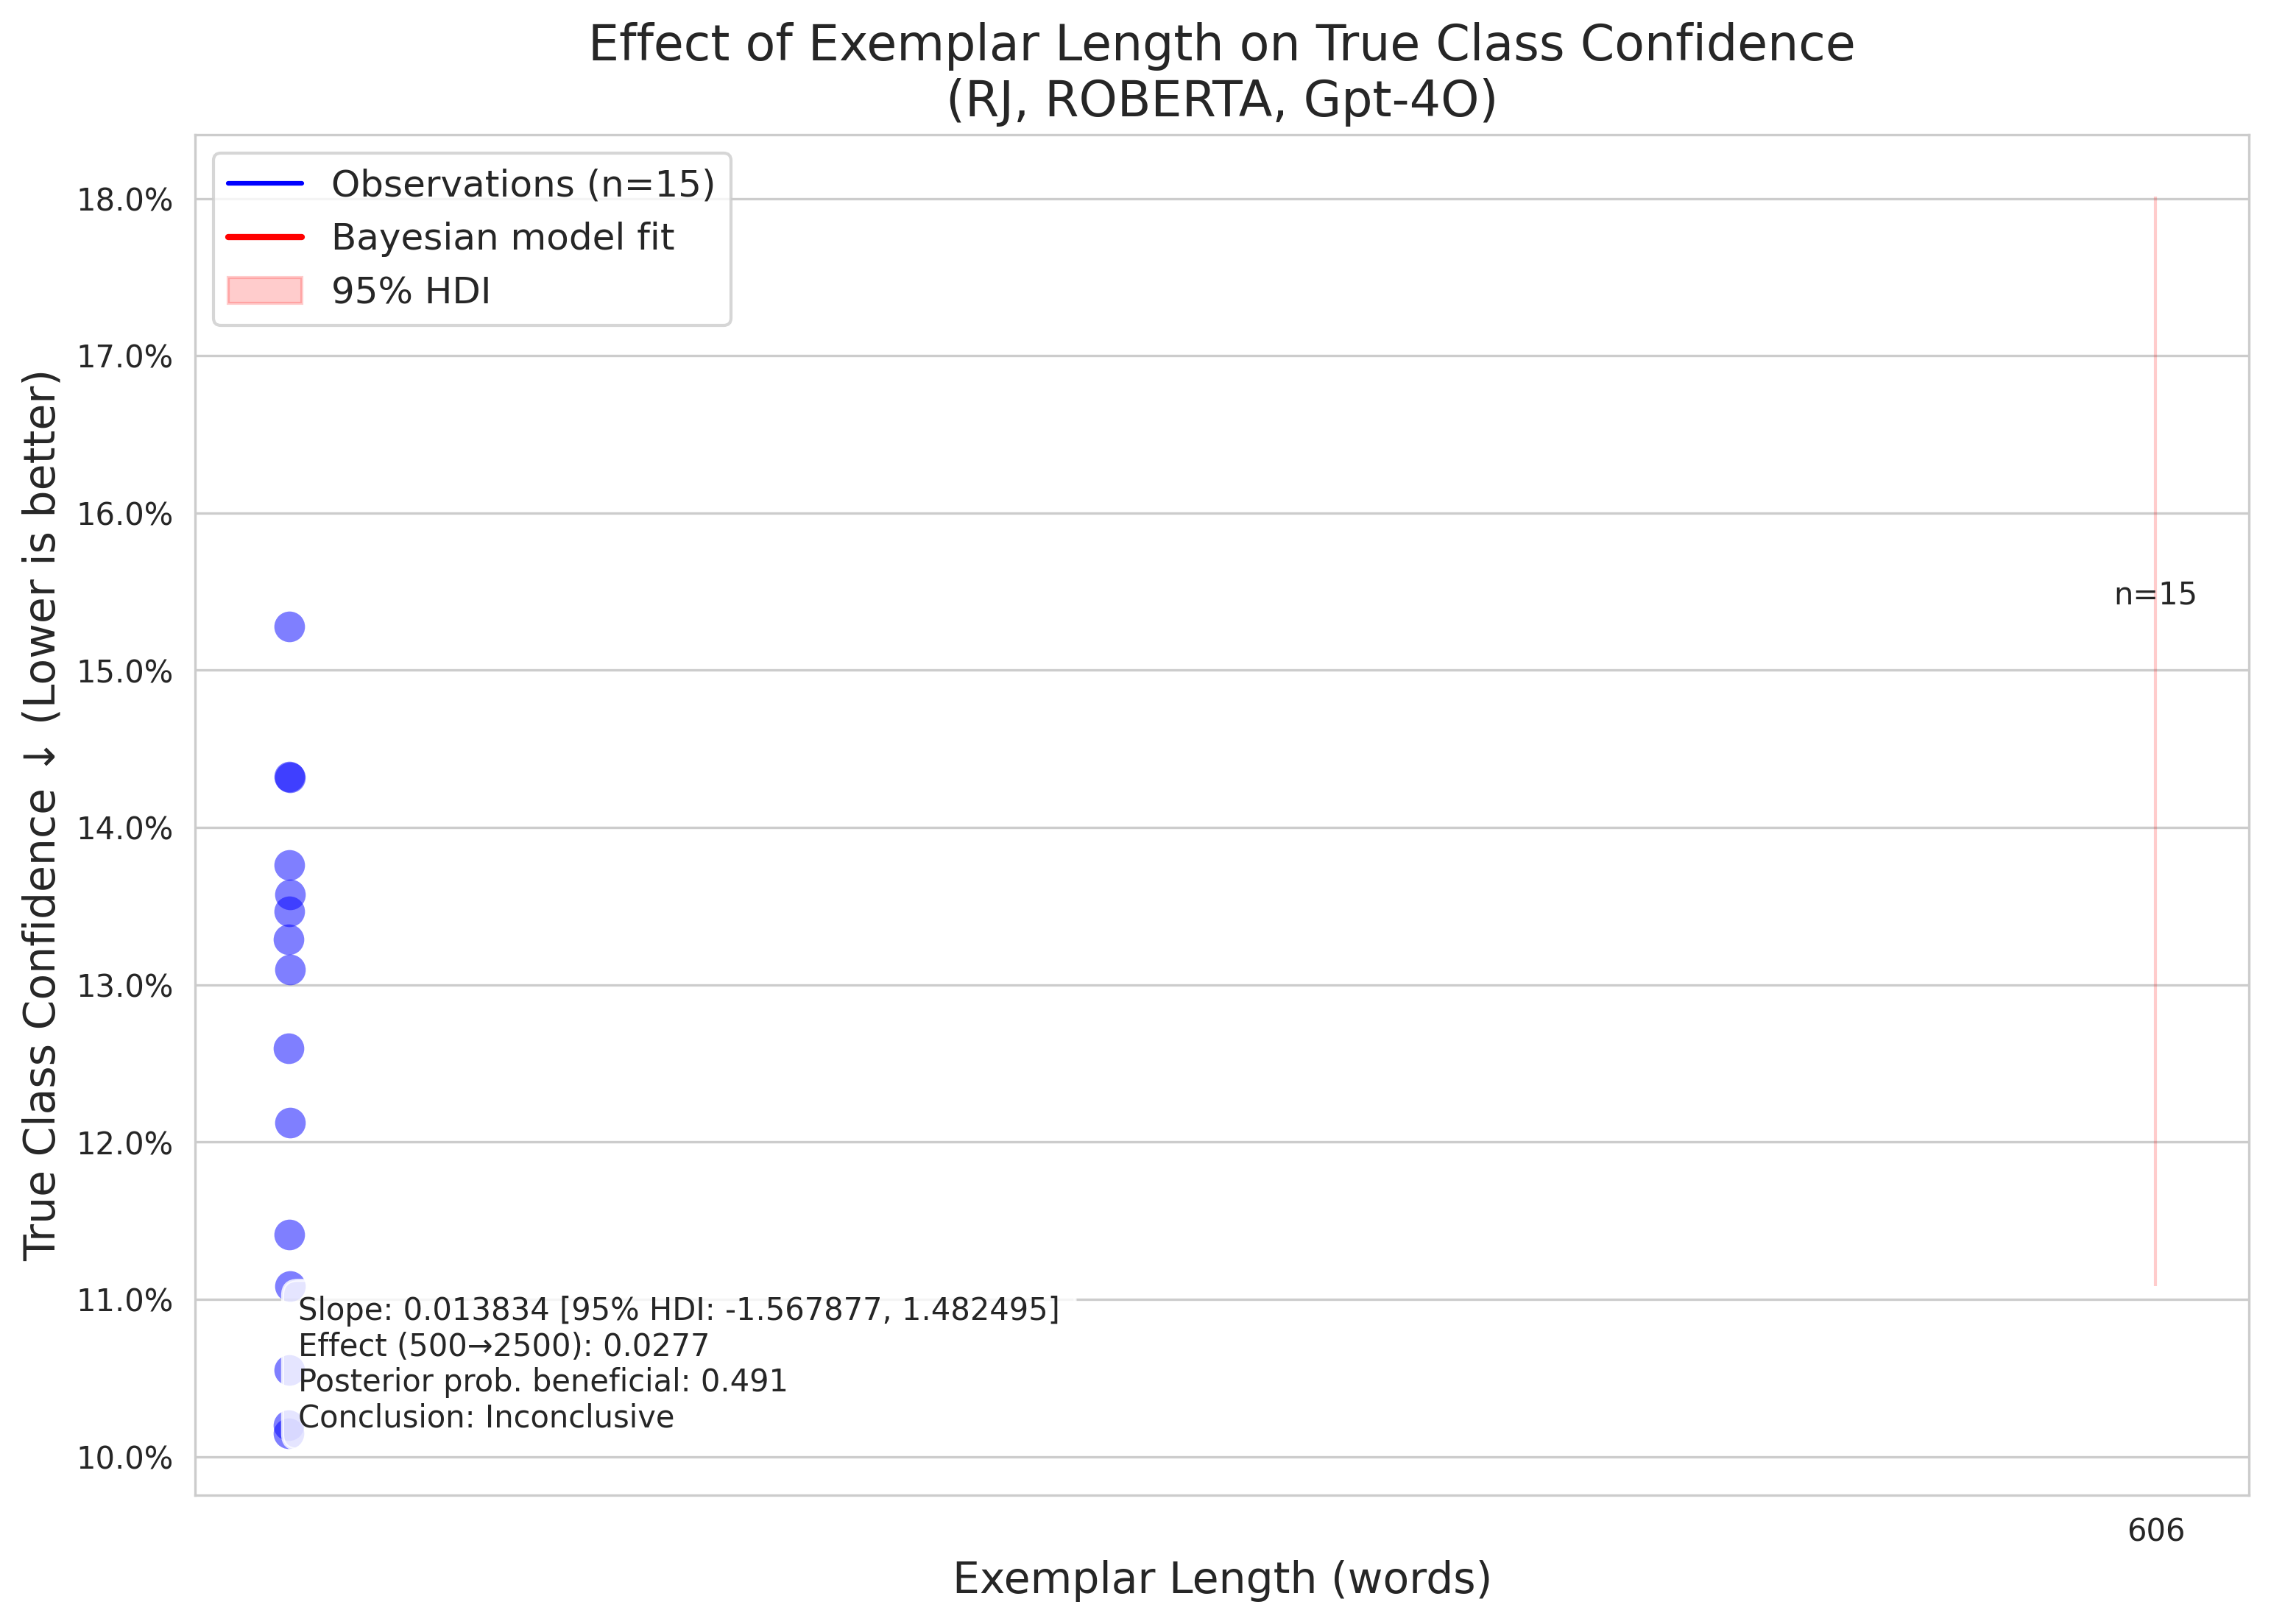 Effect of Exemplar Length on True Class Confidence
(RJ, ROBERTA, Gpt-4O)
Observations (n=15)
Bayesian model fit
95% HDI
True Class Confidence ↓ (Lower is better)
18.0%
17.0%
16.0%
15.0%
14.0%
13.0%
12.0%
11.0%
10.0%
n=15
Slope: 0.013834 [95% HDI: -1.567877, 1.482495]
Effect (500→2500): 0.0277
Posterior prob. beneficial: 0.491
Conclusion: Inconclusive
606
Exemplar Length (words)